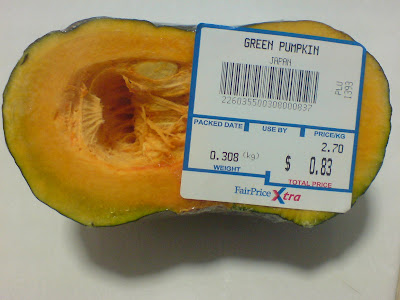 GREEN PUMPKIN
JAPAN
PLU 1393
226035500308000837
PACKED DATE USE BY PRICE/KG
2.70
0.308 (kg) $ 0.83
WEIGHT TOTAL PRICE
FairPrice Xtra